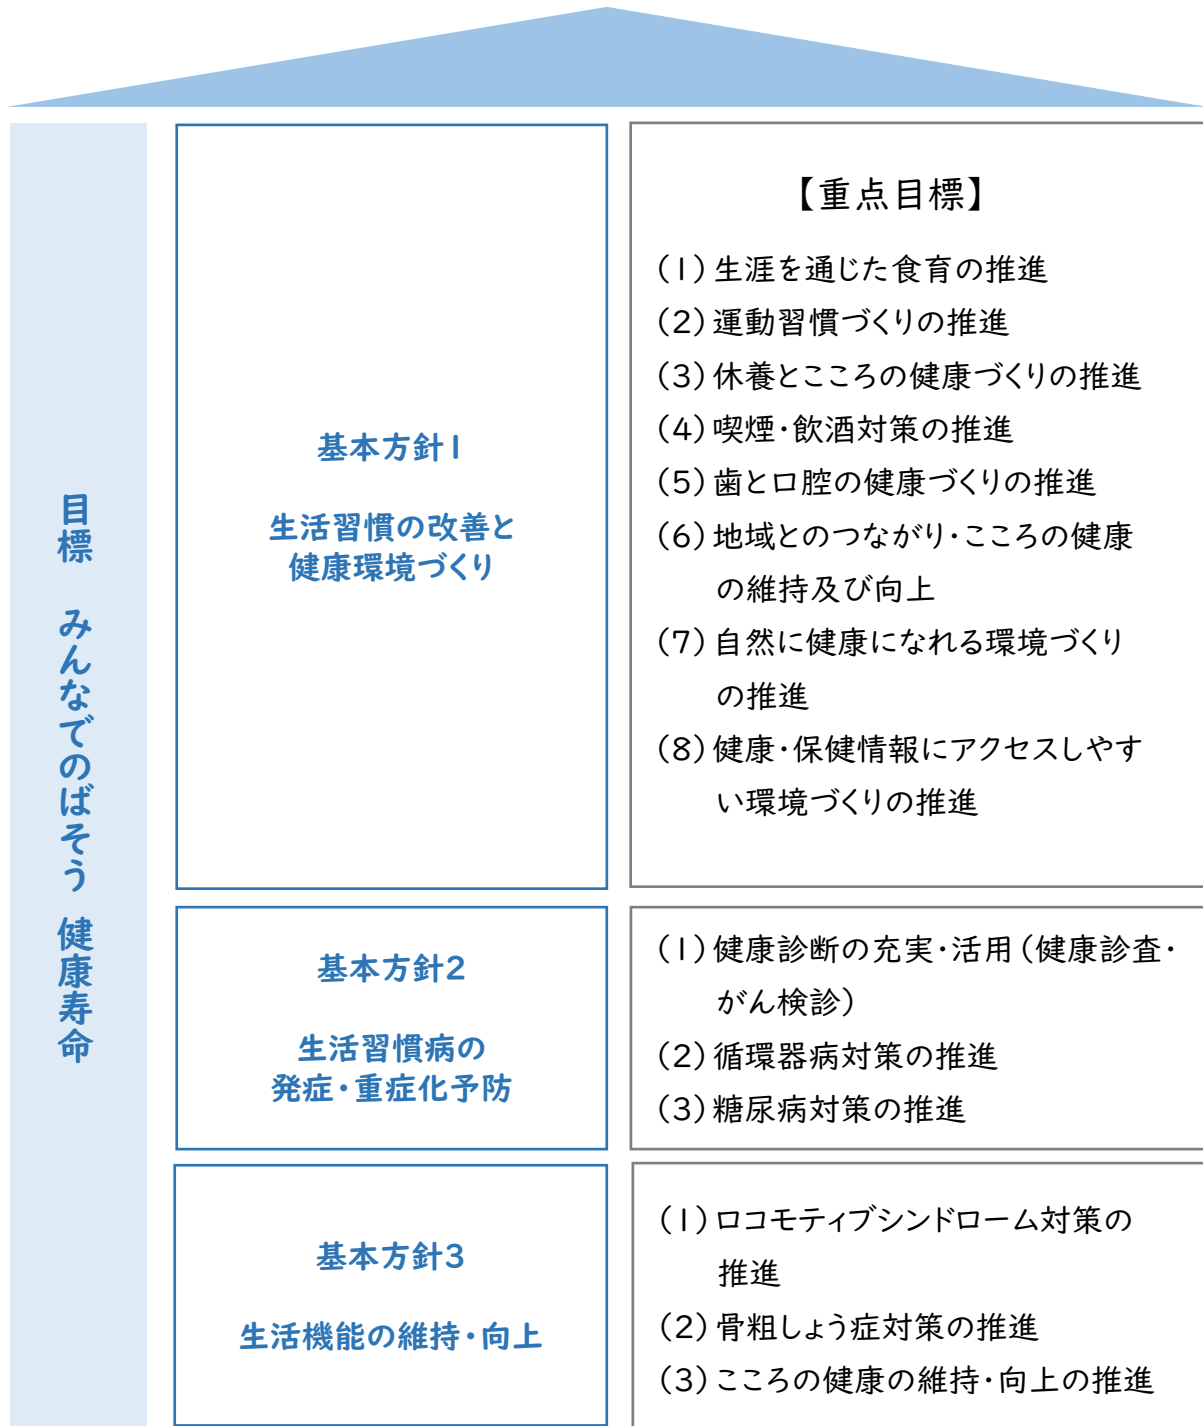 目標 みんなでのばそう 健康寿命
基本方針1
生活習慣の改善と
健康環境づくり
【重点目標】
(1)生涯を通じた食育の推進
(2)運動習慣づくりの推進
(3)休養とこころの健康づくりの推進
(4)喫煙・飲酒対策の推進
(5)歯と口腔の健康づくりの推進
(6)地域とのつながり・こころの健康
の維持及び向上
(7)自然に健康になれる環境づくり
の推進
(8)健康・保健情報にアクセスしやす
い環境づくりの推進
基本方針2
生活習慣病の
発症・重症化予防
(1)健康診断の充実・活用(健康診査・
がん検診)
(2)循環器病対策の推進
(3)糖尿病対策の推進
基本方針3
生活機能の維持・向上
(1)ロコモティブシンドローム対策の
推進
(2)骨粗しょう症対策の推進
(3)こころの健康の維持・向上の推進